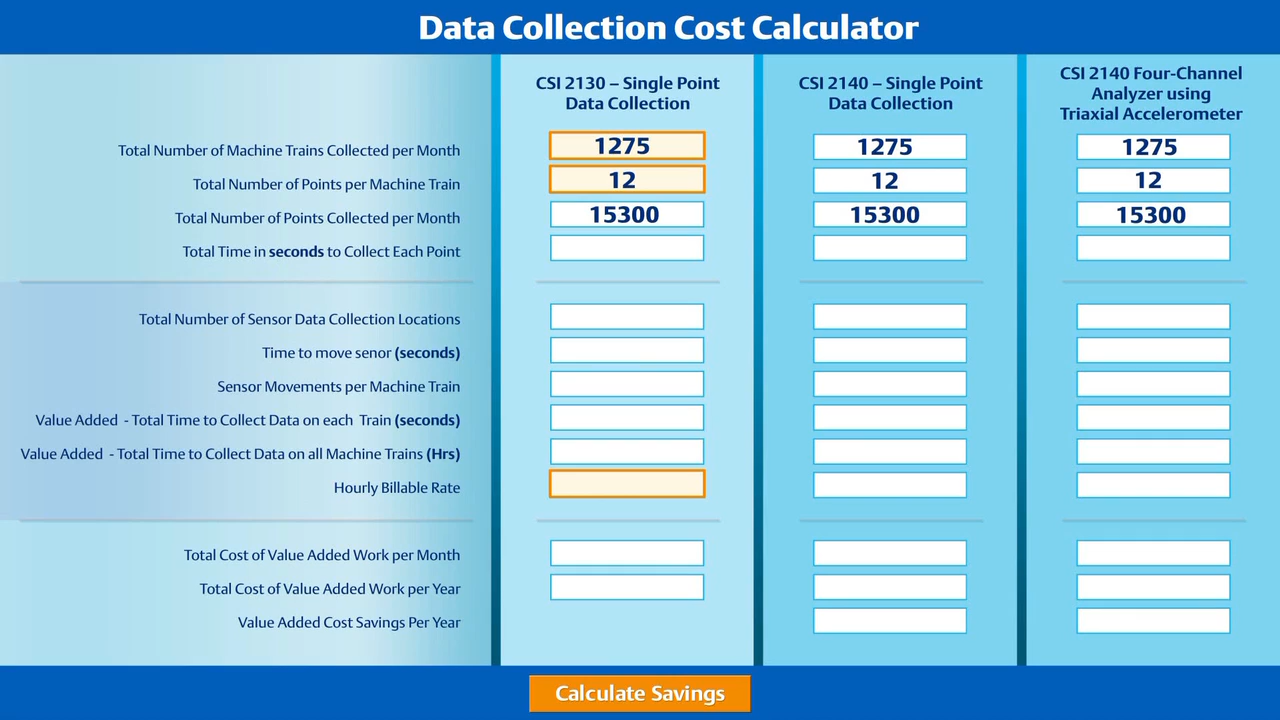 Data Collection Cost Calculator
CSI 2130 – Single Point
Data Collection
CSI 2140 – Single Point
Data Collection
CSI 2140 Four-Channel
Analyzer using
Triaxial Accelerometer
Total Number of Machine Trains Collected per Month 1275 1275 1275
Total Number of Points per Machine Train 12 12 12
Total Number of Points Collected per Month 15300 15300 15300
Total Time in seconds to Collect Each Point
Total Number of Sensor Data Collection Locations
Time to move senor (seconds)
Sensor Movements per Machine Train
Value Added - Total Time to Collect Data on each Train (seconds)
Value Added - Total Time to Collect Data on all Machine Trains (Hrs)
Hourly Billable Rate
Total Cost of Value Added Work per Month
Total Cost of Value Added Work per Year
Value Added Cost Savings Per Year
Calculate Savings